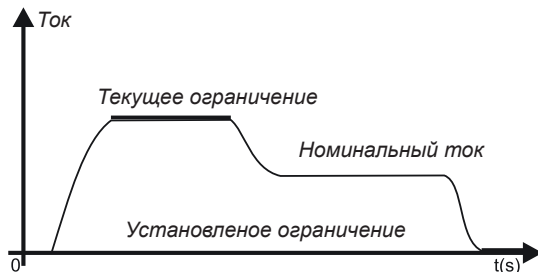 Ток
Текущее ограничение
Номинальный ток
Установленое ограничение
0
t(s)